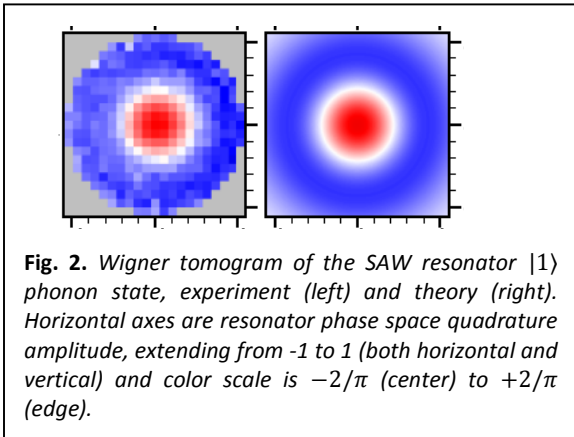 Fig. 2. Wigner tomogram of the SAW resonator |1⟩
phonon state, experiment (left) and theory (right).
Horizontal axes are resonator phase space quadrature
amplitude, extending from -1 to 1 (both horizontal and
vertical) and color scale is −2/π (center) to +2/π
(edge).